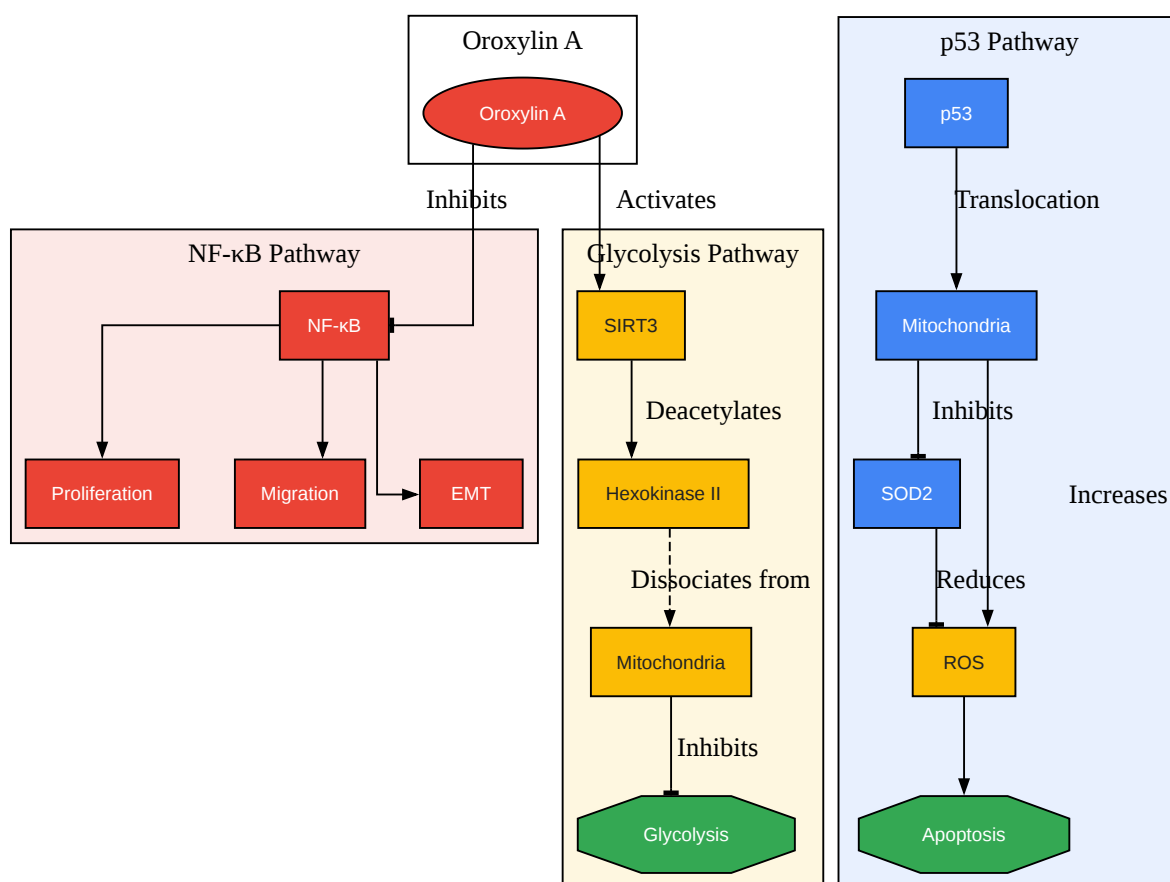 Oroxylin A
p53 Pathway
Oroxylin A
p53
Inhibits
Activates
Translocation
NF-κB Pathway
Glycolysis Pathway
NF-κB
SIRT3
Mitochondria
Deacetylates
Inhibits
Proliferation
Migration
EMT
Hexokinase II
SOD2
Increases
Dissociates from
Reduces
Mitochondria
ROS
Inhibits
Glycolysis
Apoptosis